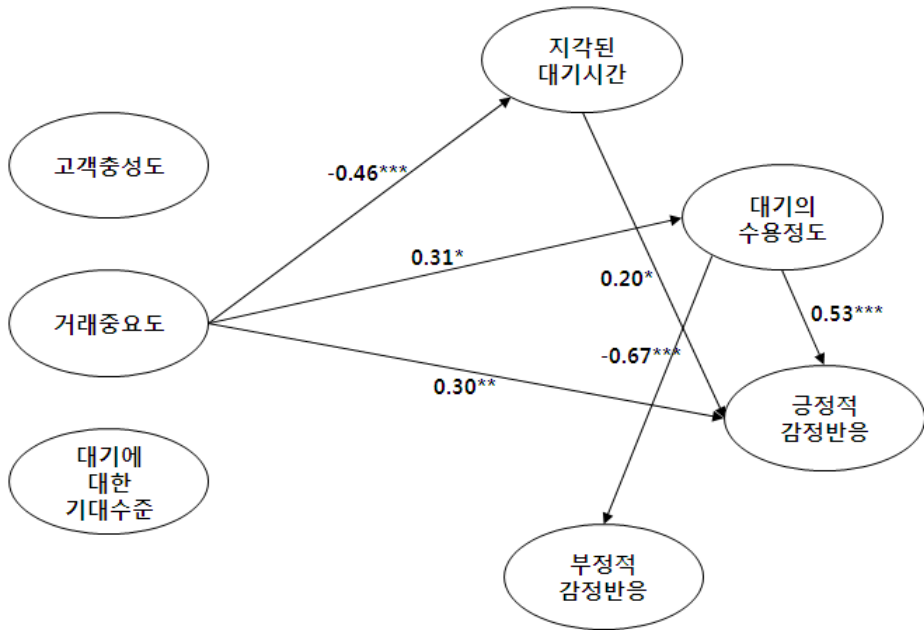 지각된
대기시간
고객충성도
-0.46***
대기의
수용정도
0.31*
0.20*
거래중요도
0.53***
-0.67***
0.30**
긍정적
감정반응
대기에
대한
기대수준
부정적
감정반응